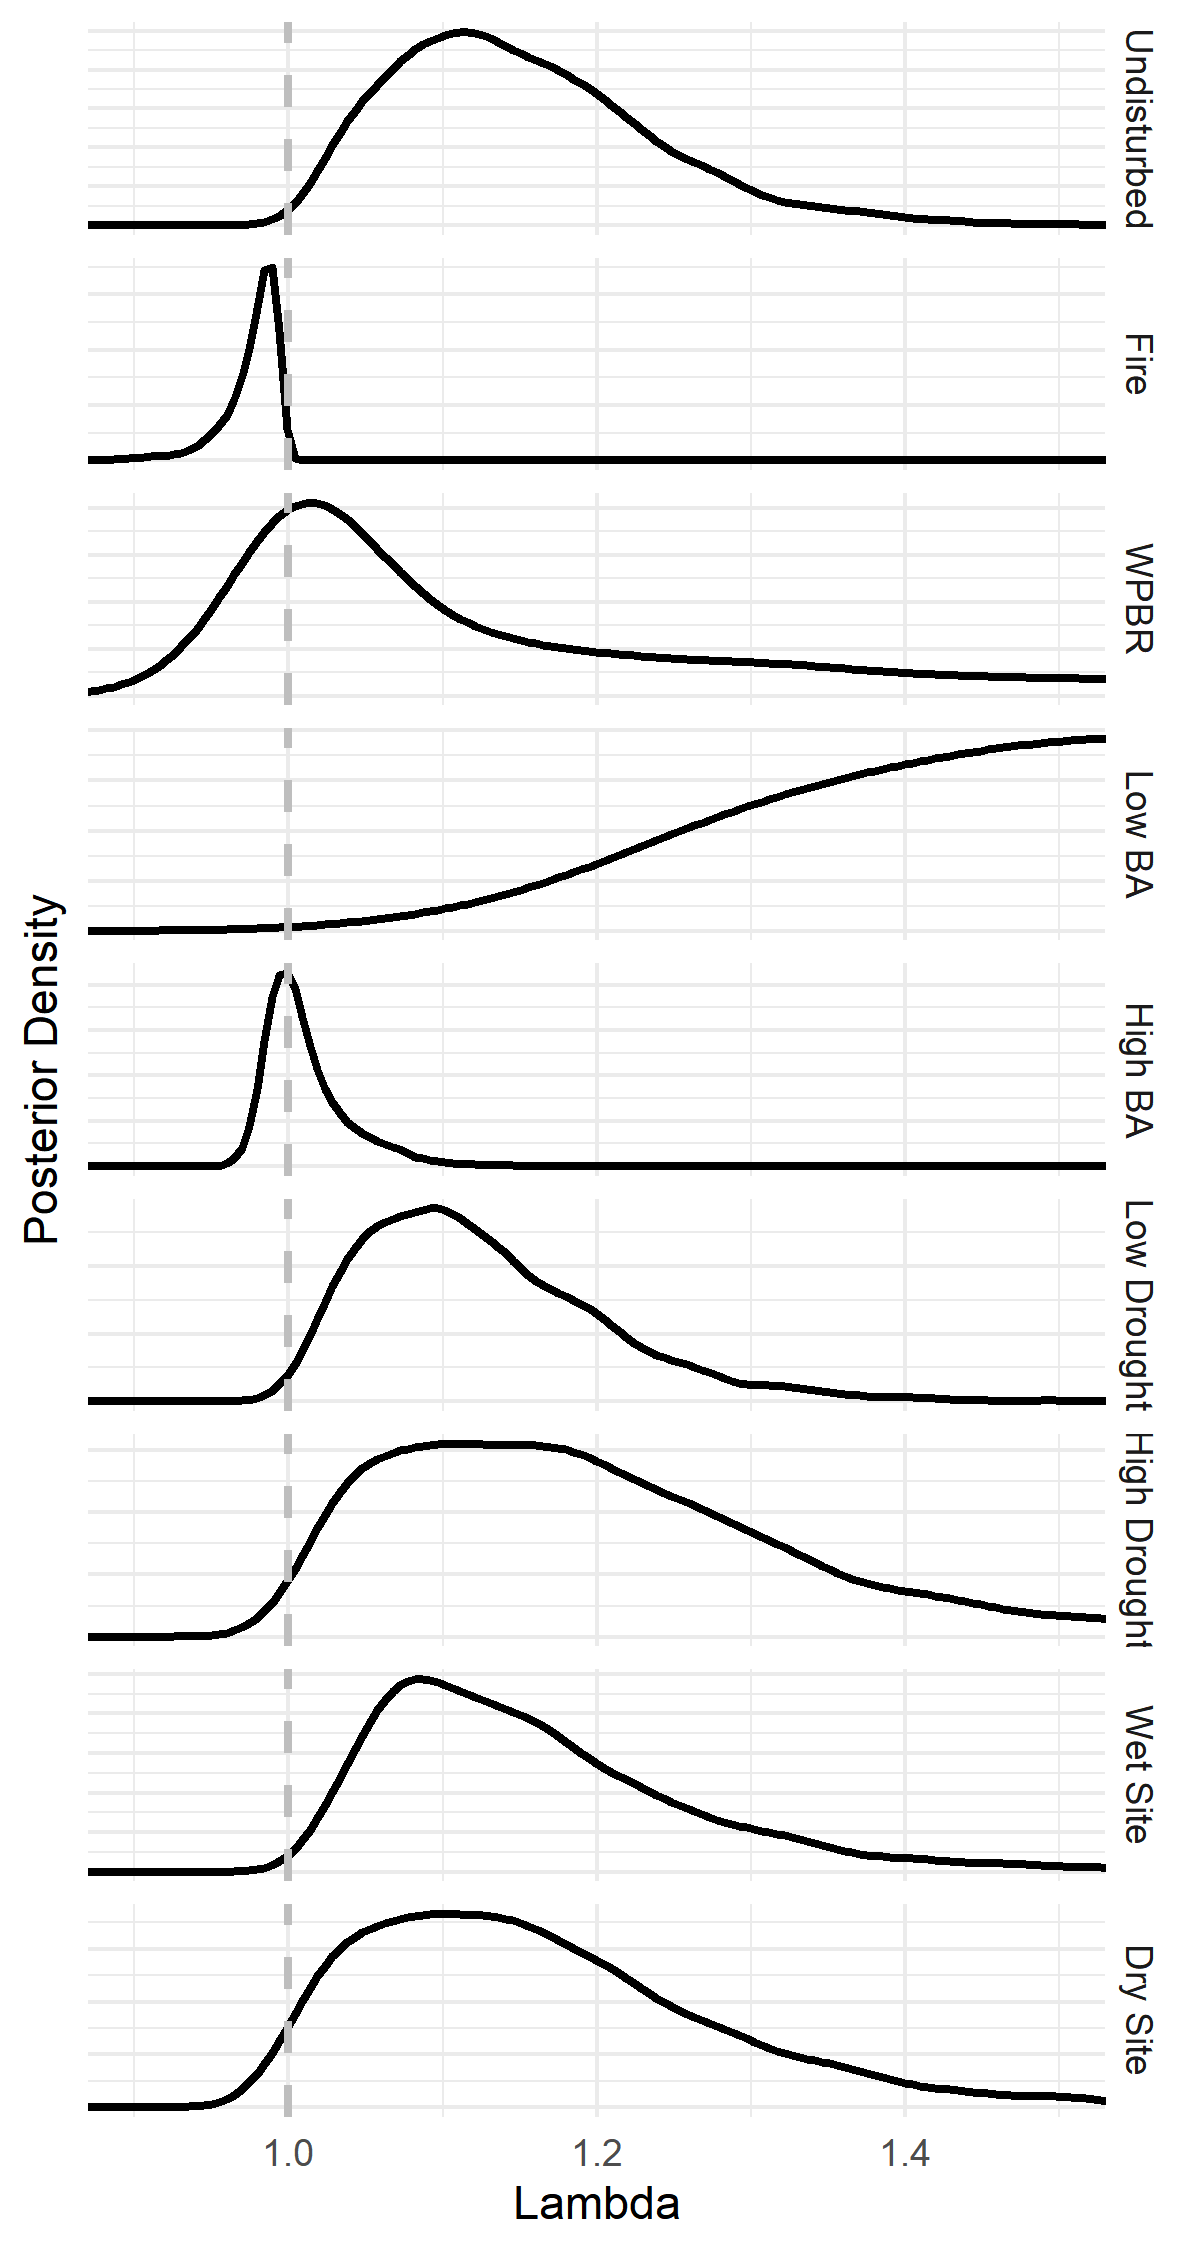 Undisturbed
Fire
WPBR
Low BA
High BA
Low Drought
High Drought
Wet Site
Dry Site
Posterior Density
1.0 1.2 1.4
Lambda